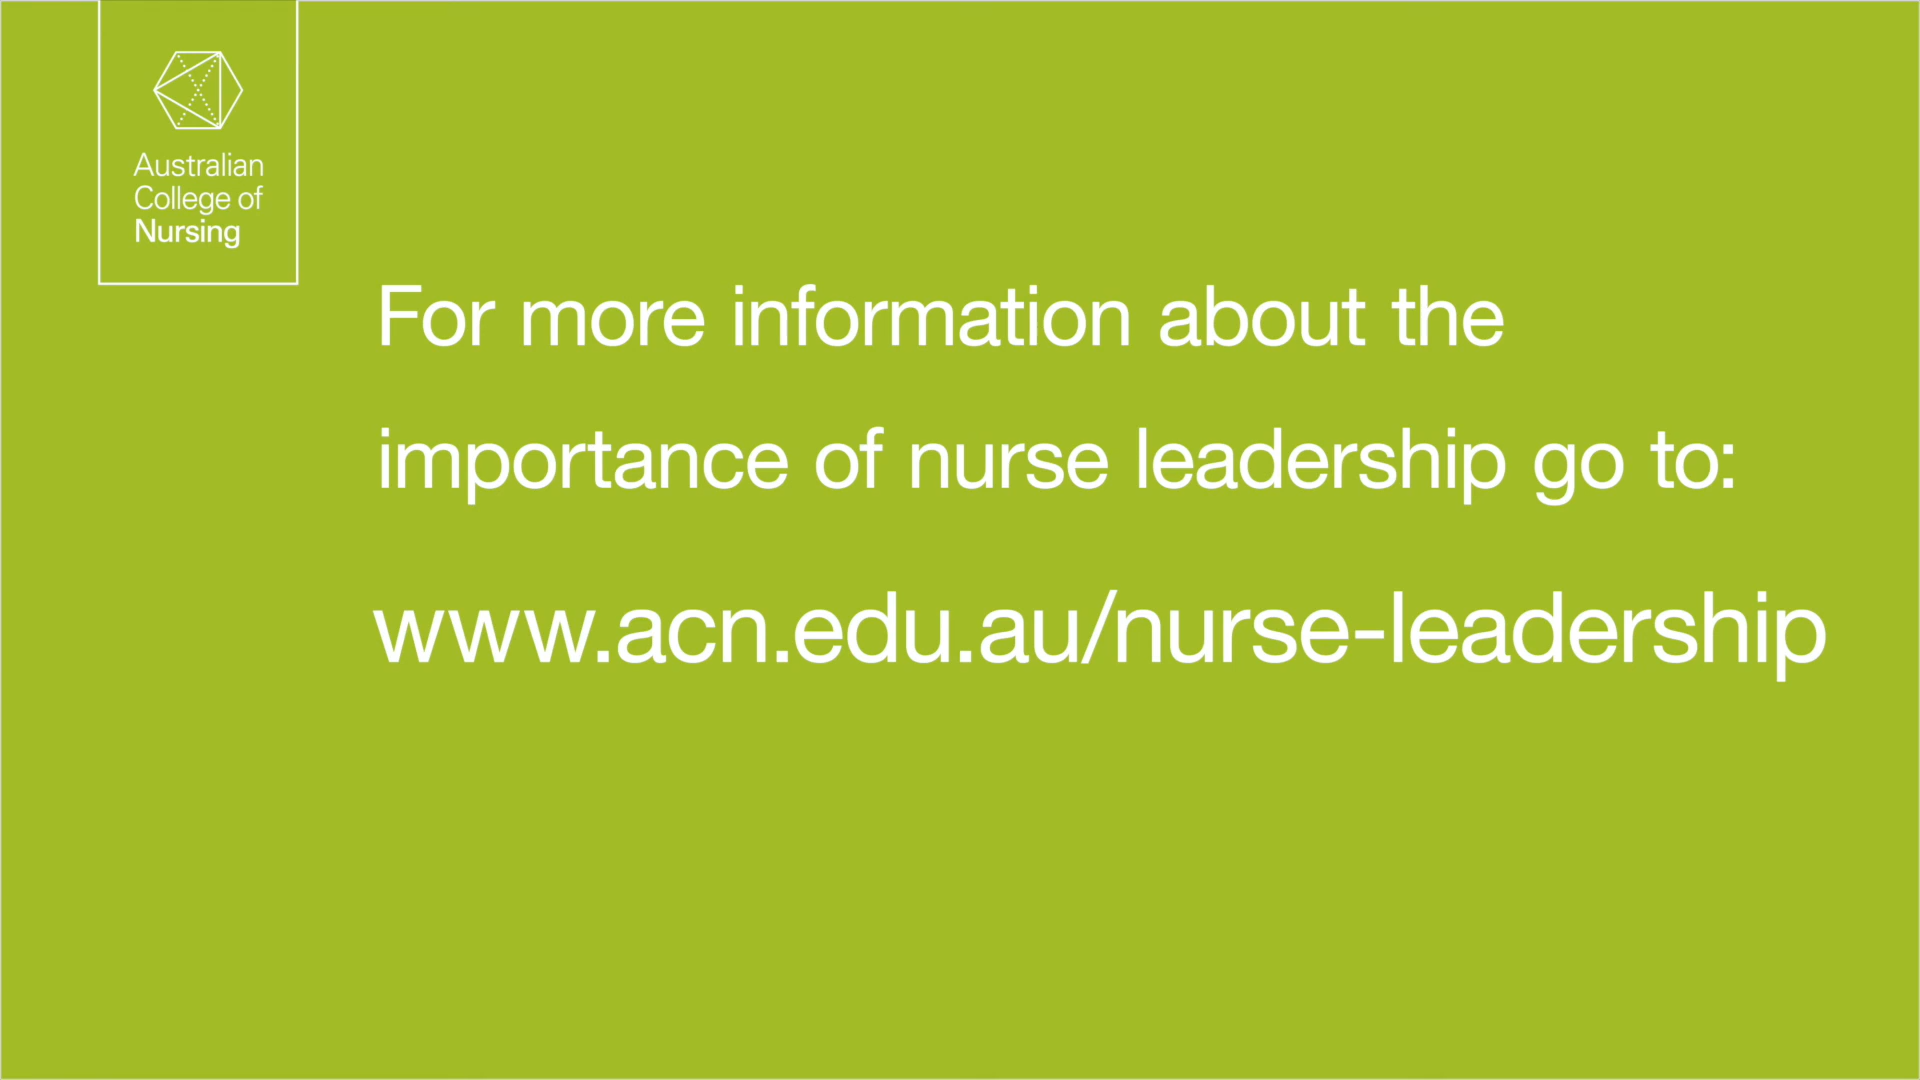 Australian
College of
Nursing
For more information about the
importance of nurse leadership go to:
www.acn.edu.au/nurse-leadership